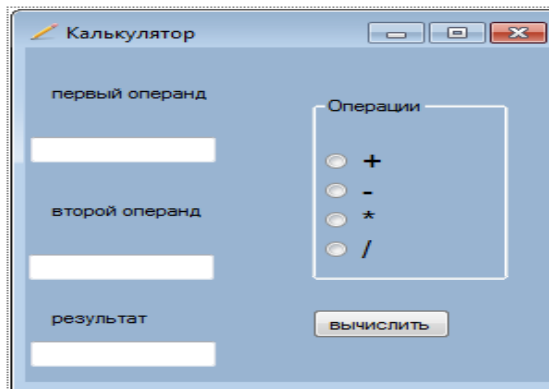 Калькулятор
первый операнд
второй операнд
результат
Операции
+
-
*
/
вычислить